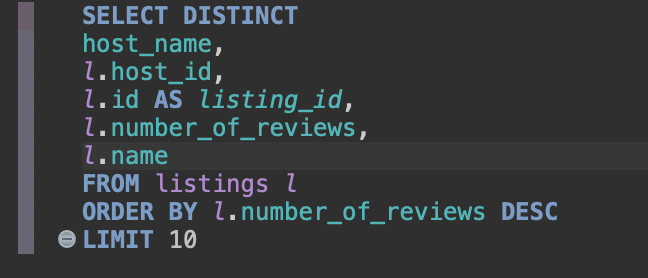 SELECT DISTINCT
host_name,
l.host_id,
l.id AS listing_id,
l.number_of_reviews,
l.name
FROM listings l
ORDER BY l.number_of_reviews DESC
LIMIT 10